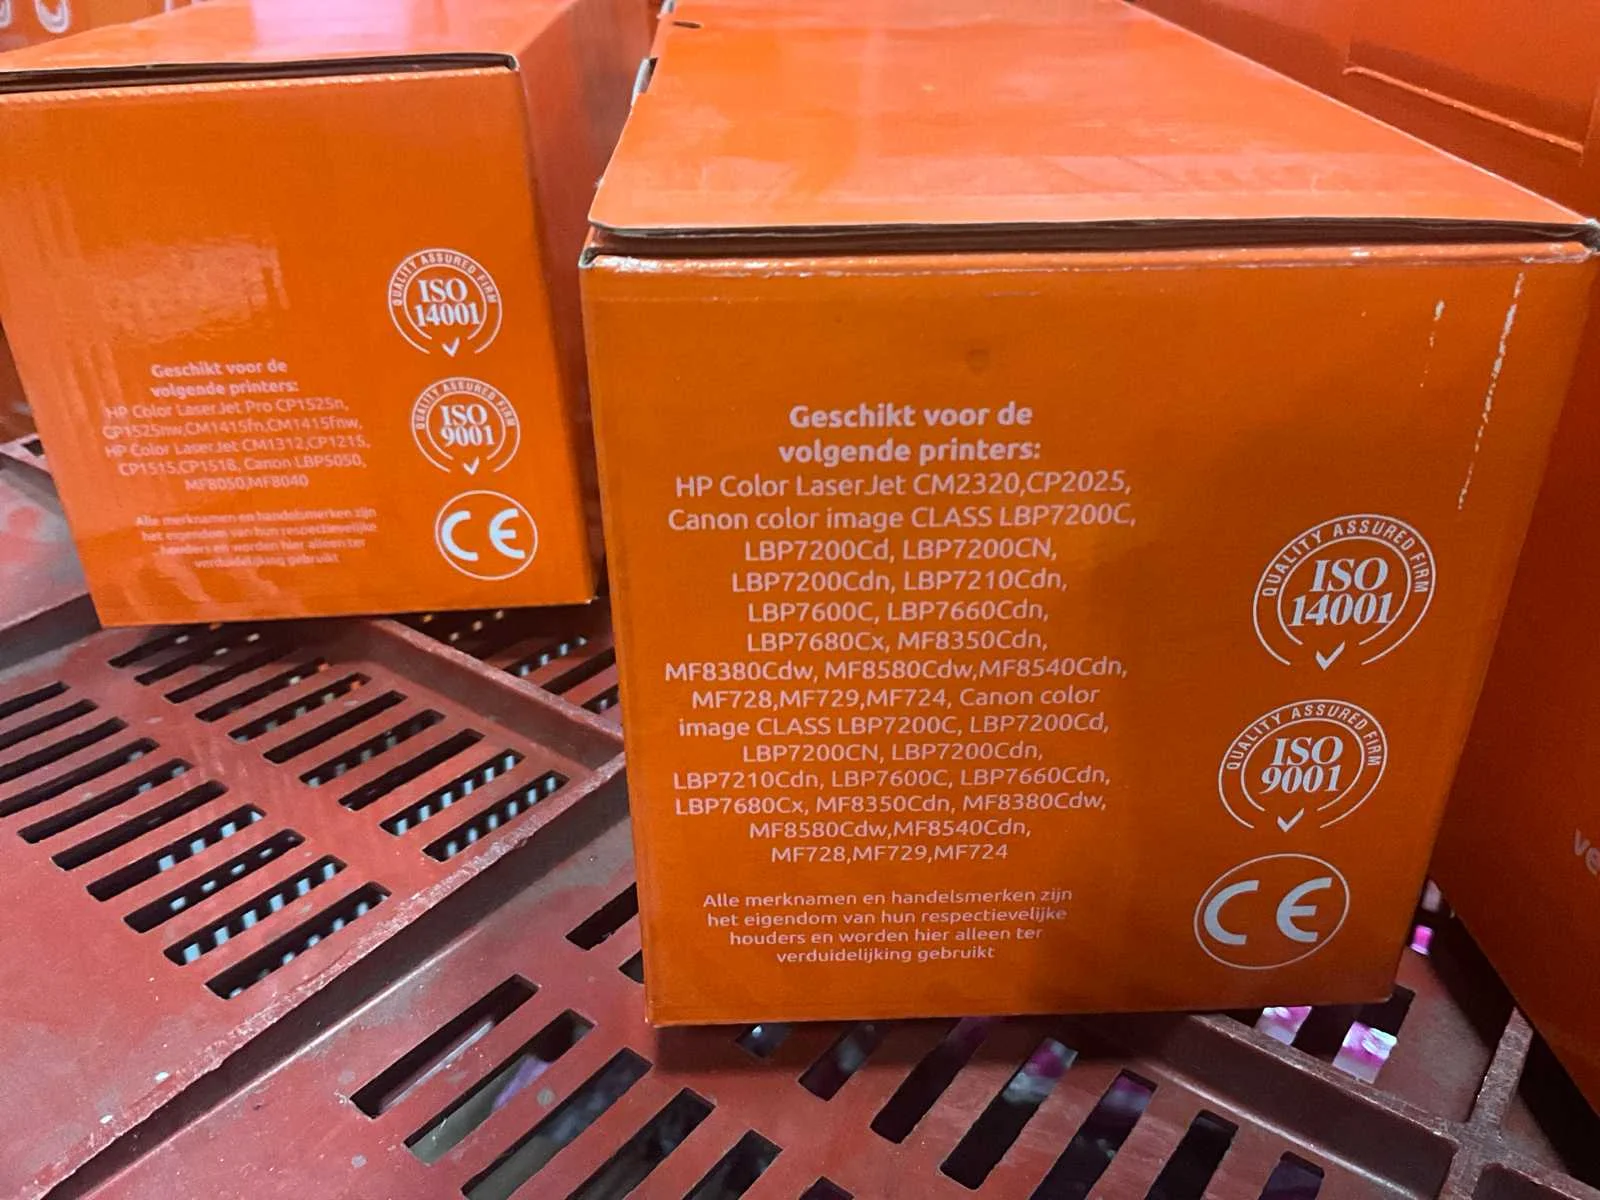 QUALITY ASSURED FIRM
ISO
14001
Geschikt voor de
volgende printers:
HP Color LaserJet Pro CP1525n,
CP1525nw,CM1415fn,CM1415fnw,
HP Color LaserJet CM1312,CP1215,
CP1515,CP1518, Canon LBP5050,
MF8050,MF8040
QUALITY ASSURED FIRM
ISO
9001
Alle merknamen en handelsmerken zijn
het eigendom van hun respectievelijke
houders en worden hier alleen ter
verduidelijking gebruikt
CE
Geschikt voor de
volgende printers:
HP Color LaserJet CM2320,CP2025,
Canon color image CLASS LBP7200C,
LBP7200Cd, LBP7200CN,
LBP7200Cdn, LBP7210Cdn,
LBP7600C, LBP7660Cdn,
LBP7680Cx, MF8350Cdn,
MF8380Cdw, MF8580Cdw,MF8540Cdn,
MF728,MF729,MF724, Canon color
image CLASS LBP7200C, LBP7200Cd,
LBP7200CN, LBP7200Cdn,
LBP7210Cdn, LBP7600C, LBP7660Cdn,
LBP7680Cx, MF8350Cdn, MF8380Cdw,
MF8580Cdw,MF8540Cdn,
MF728,MF729,MF724
Alle merknamen en handelsmerken zijn
het eigendom van hun respectievelijke
houders en worden hier alleen ter
verduidelijking gebruikt
QUALITY ASSURED FIRM
ISO
14001
QUALITY ASSURED FIRM
ISO
9001
CE